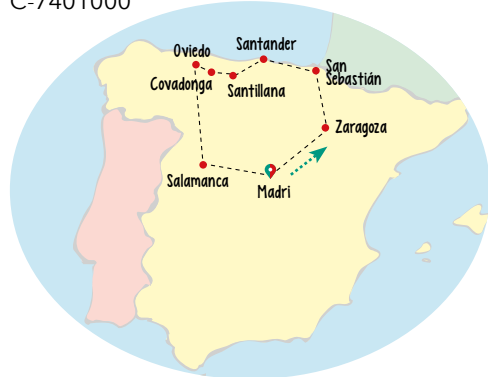 C-7401000
Oviedo
Santander
San
Sebastián
Covadonga
Santillana
Zaragoza
Salamanca
Madri